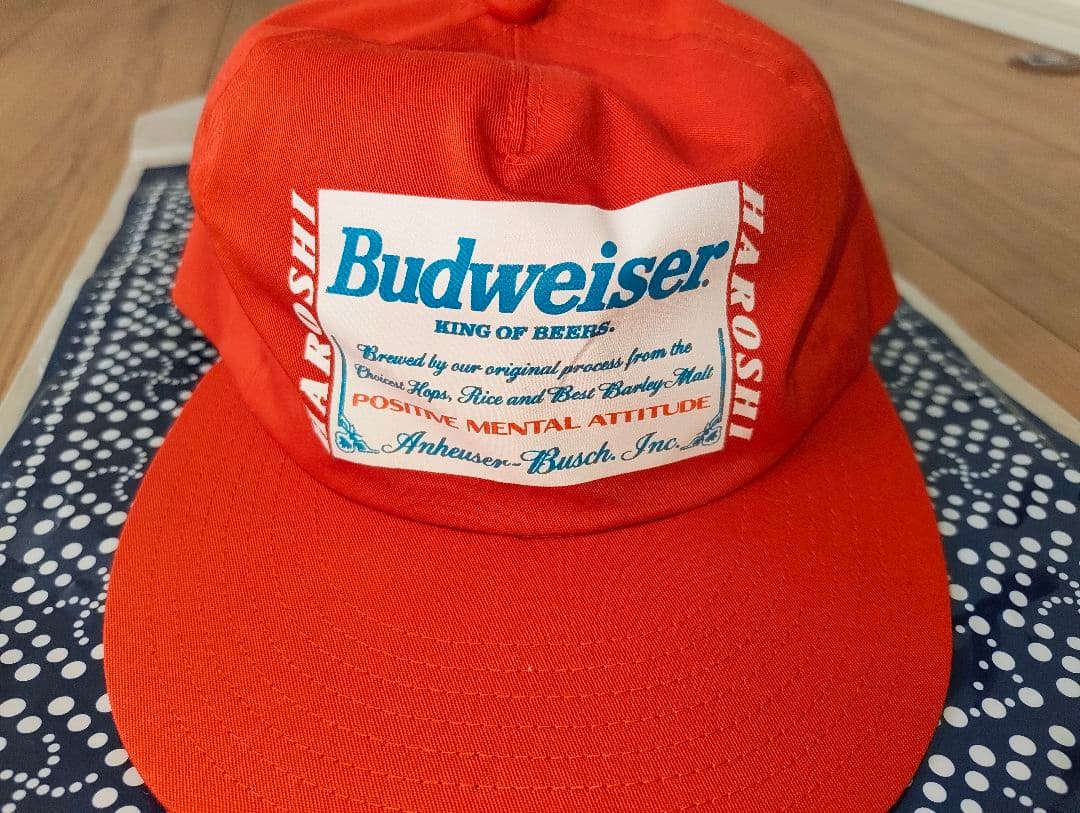 HAROSHI
Budweiser.
KING OF BEERS.
Brewed by our original process from the
Choicest Hops, Rice and Best Barley Malt
POSITIVE MENTAL ATTITUDE
Anheuser-Busch, Inc.
HAROSHI